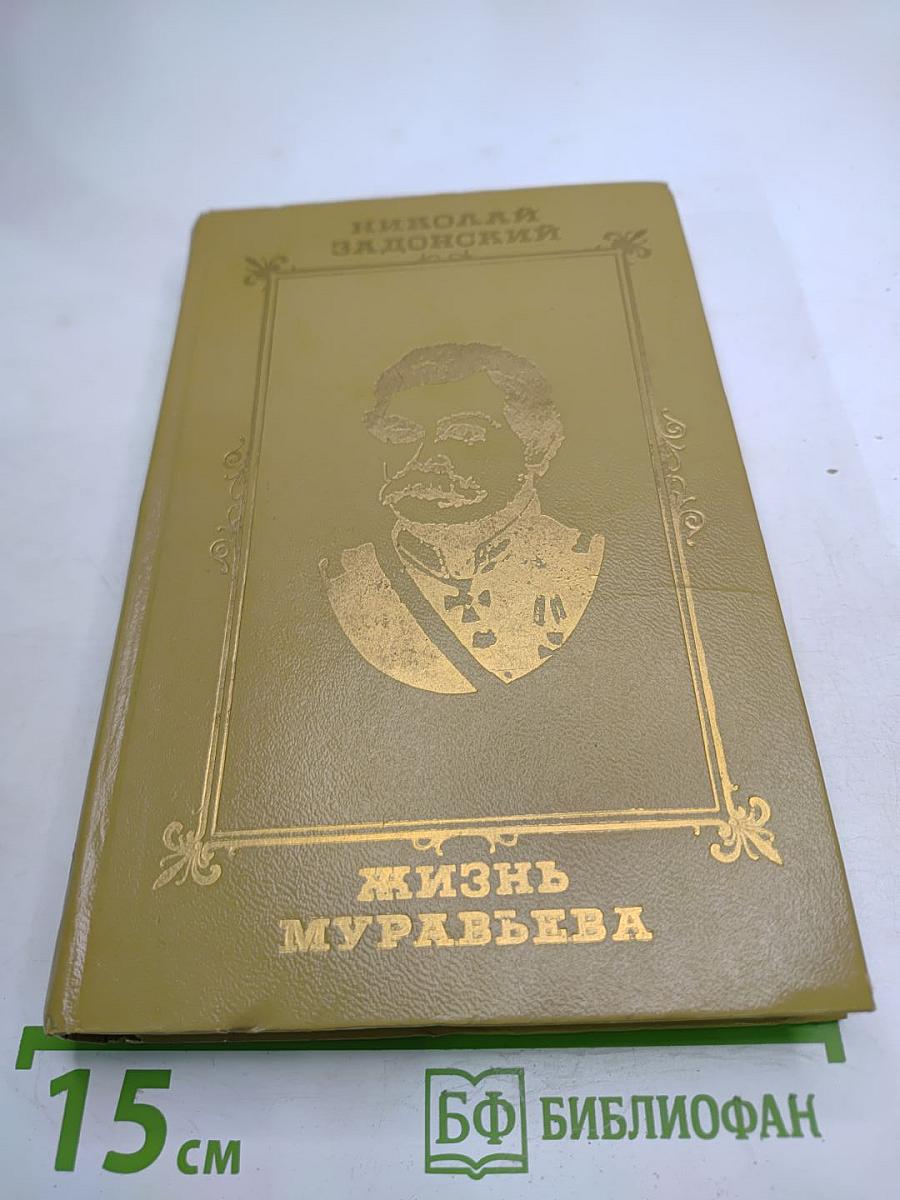 НИКОЛАЙ
ЗАДОНСКИЙ
ЖИЗНЬ
МУРАВЬЕВА
15 см
БФ БИБЛИОФАН